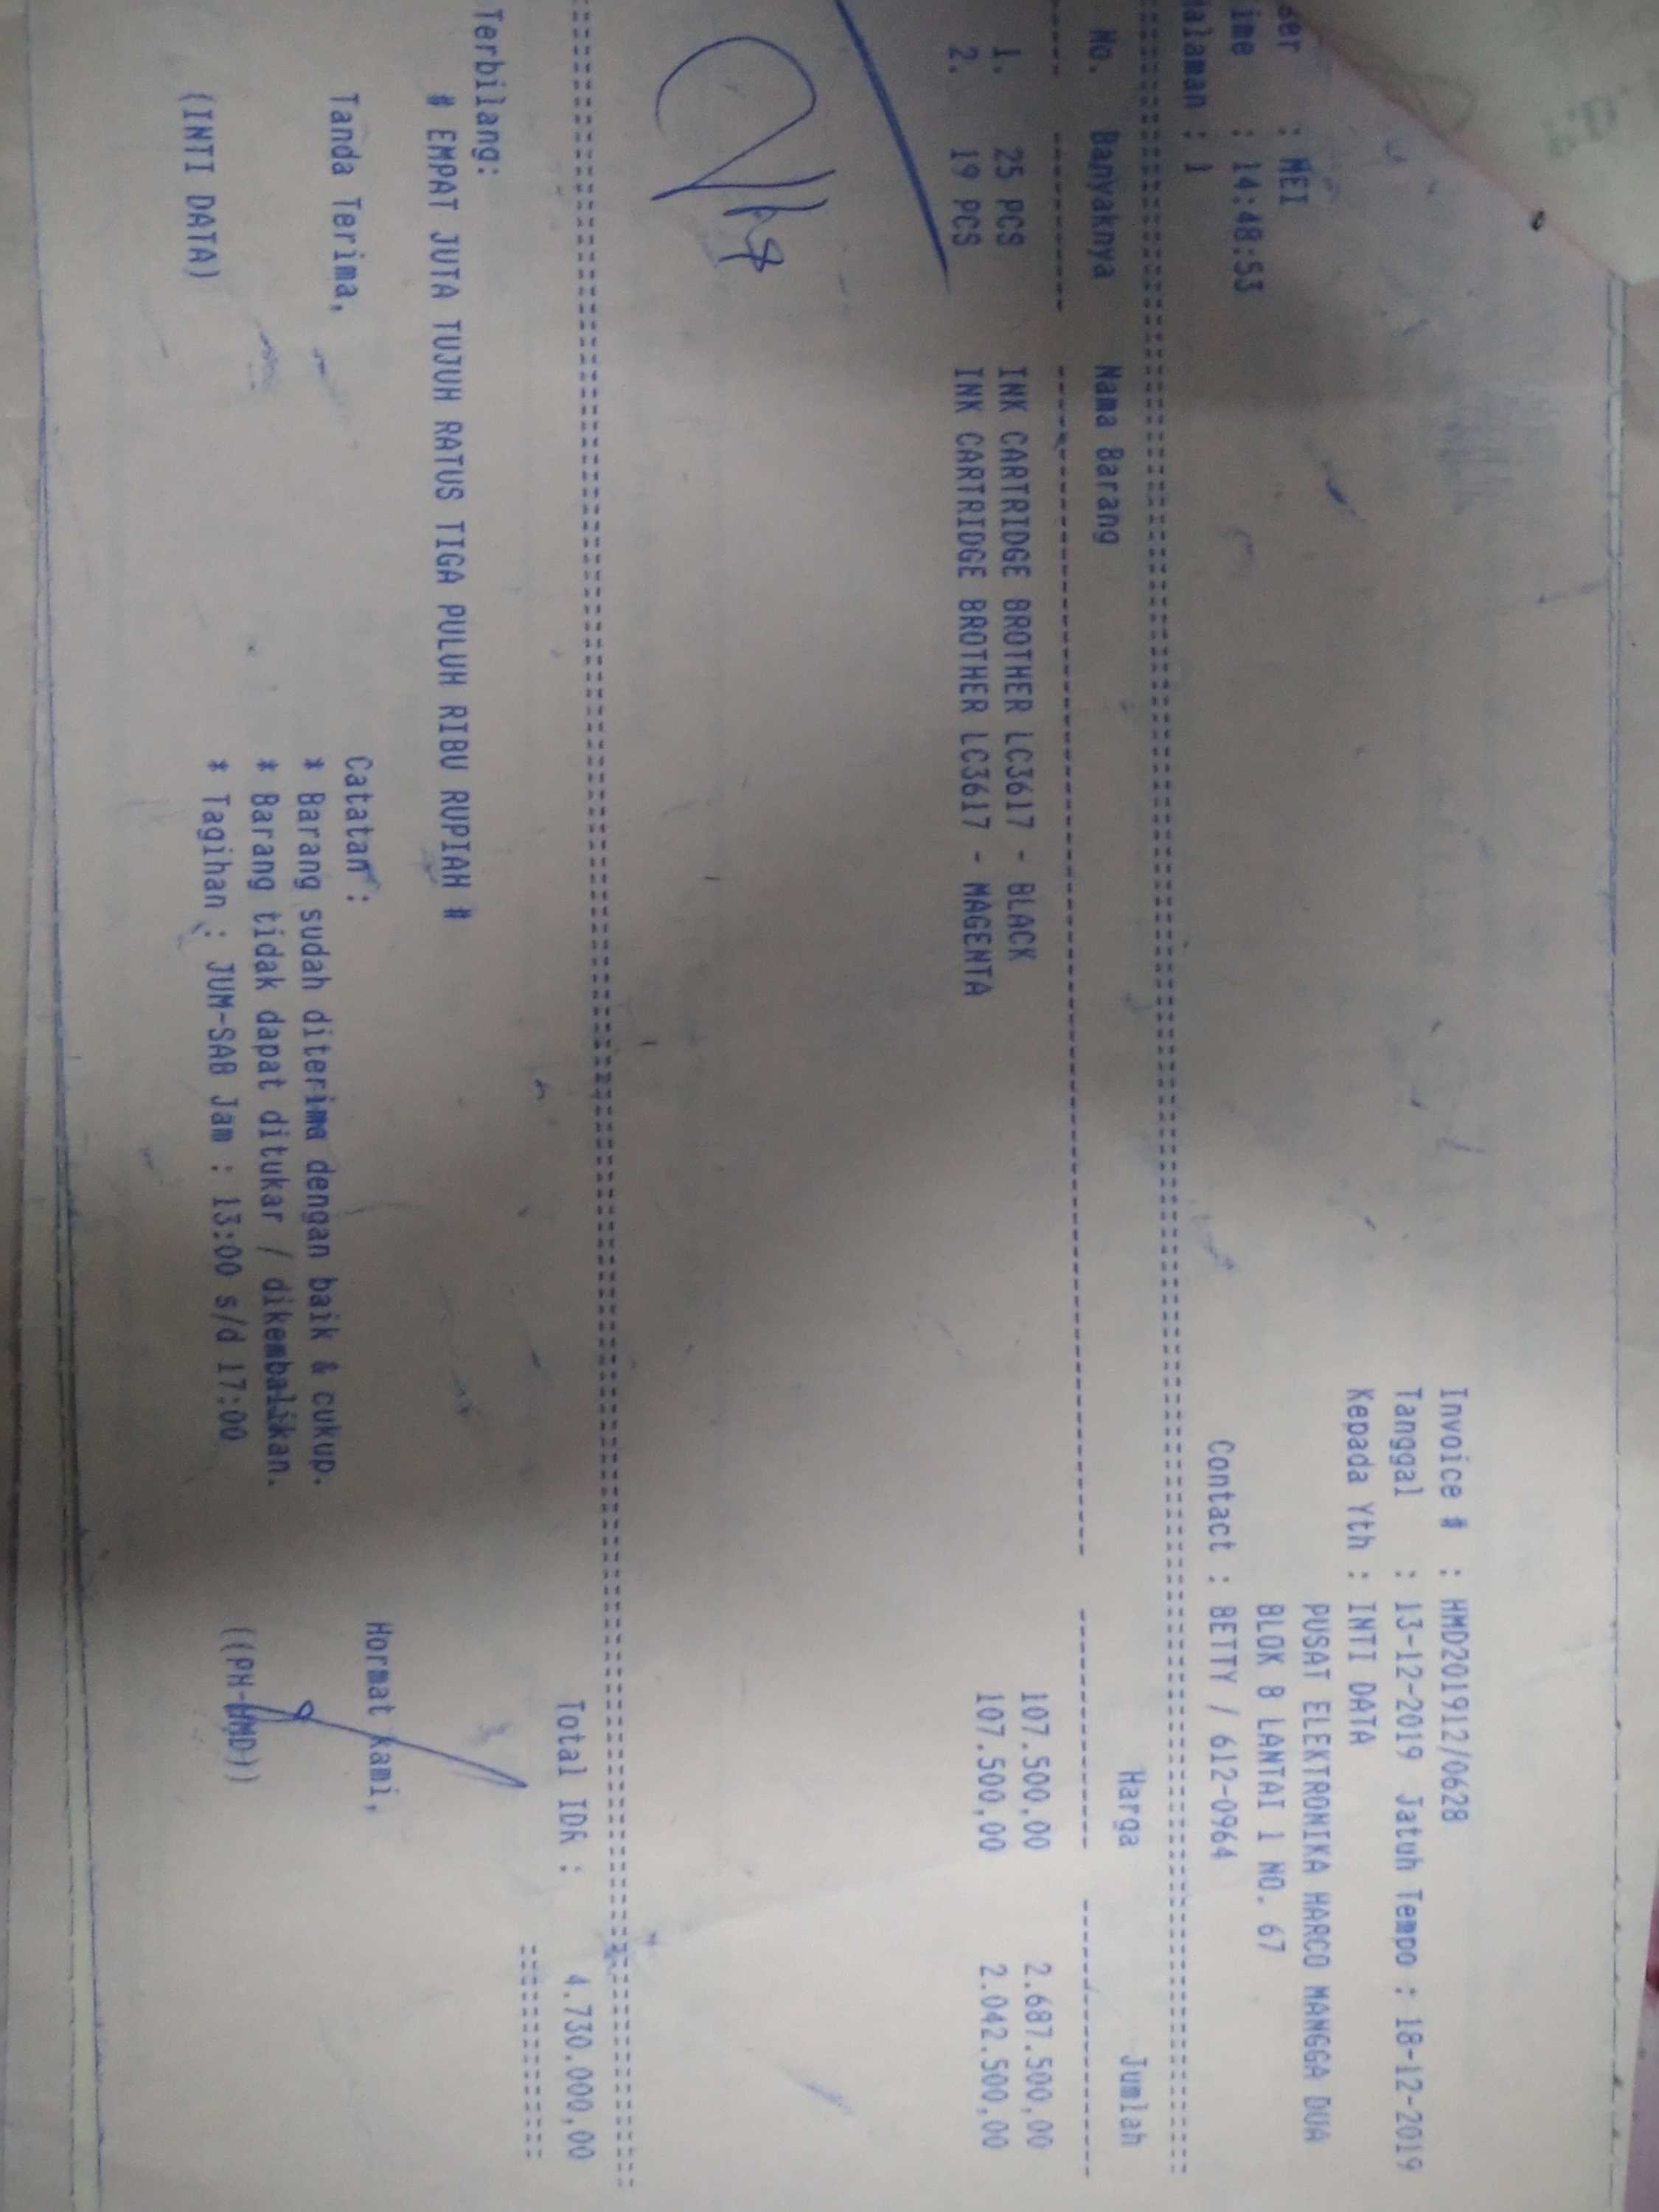 Invoice # : HMD201912/0628
Tanggal : 13-12-2019 Jatuh Tempo : 18-12-2019
Kepada Yth : INTI DATA
PUSAT ELEKTRONIKA HARCO MANGGA DUA
BLOK B LANTAI 1 NO. 67
Contact : BETTY / 612-0964
ser : MEI
ime : 14:48:53
alaman : 1
No. Banyaknya Nama Barang Harga Jumlah
1. 25 PCS INK CARTRIDGE BROTHER LC3617 - BLACK 107.500,00 2.687.500,00
2. 19 PCS INK CARTRIDGE BROTHER LC3617 - MAGENTA 107.500,00 2.042.500,00
Total IDR : 4.730.000,00
Terbilang:
# EMPAT JUTA TUJUH RATUS TIGA PULUH RIBU RUPIAH #
Tanda Terima, Catatan : Hormat kami,
* Barang sudah diterima dengan baik & cukup.
* Barang tidak dapat ditukar / dikembalikan.
(INTI DATA) * Tagihan : JUM-SAB Jam : 13:00 s/d 17:00 ((PH-HMD))